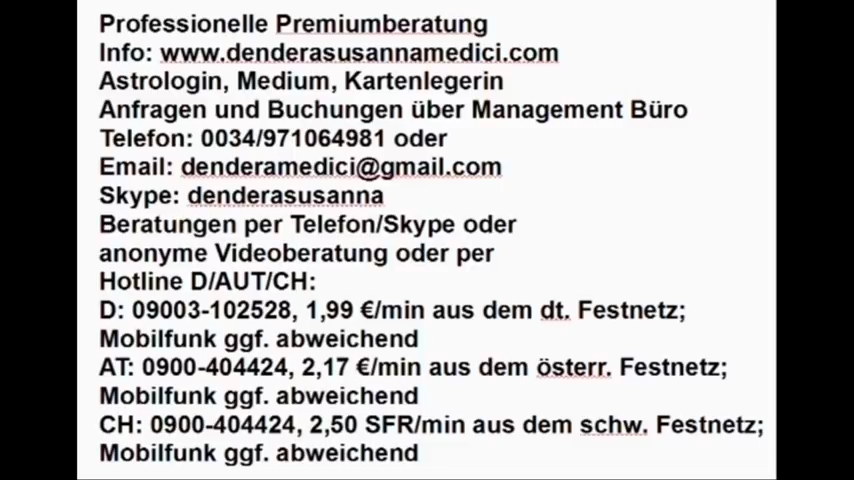 Professionelle Premiumberatung
Info: www.denderasusannamedici.com
Astrologin, Medium, Kartenlegerin
Anfragen und Buchungen über Management Büro
Telefon: 0034/971064981 oder
Email: denderamedici@gmail.com
Skype: denderasusanna
Beratungen per Telefon/Skype oder
anonyme Videoberatung oder per
Hotline D/AUT/CH:
D: 09003-102528, 1,99 €/min aus dem dt. Festnetz;
Mobilfunk ggf. abweichend
AT: 0900-404424, 2,17 €/min aus dem österr. Festnetz;
Mobilfunk ggf. abweichend
CH: 0900-404424, 2,50 SFR/min aus dem schw. Festnetz;
Mobilfunk ggf. abweichend